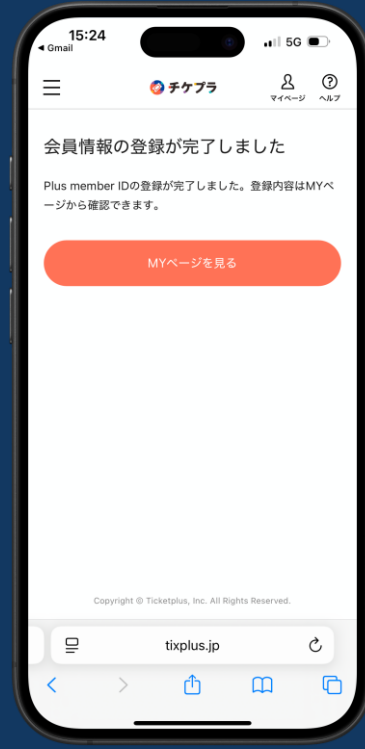 15:24
5G
◀ Gmail
チケプラ
マイページ
ヘルプ
会員情報の登録が完了しました
Plus member IDの登録が完了しました。登録内容はMYペ
ージから確認できます。
MYページを見る
Copyright © Ticketplus, Inc. All Rights Reserved.
tixplus.jp